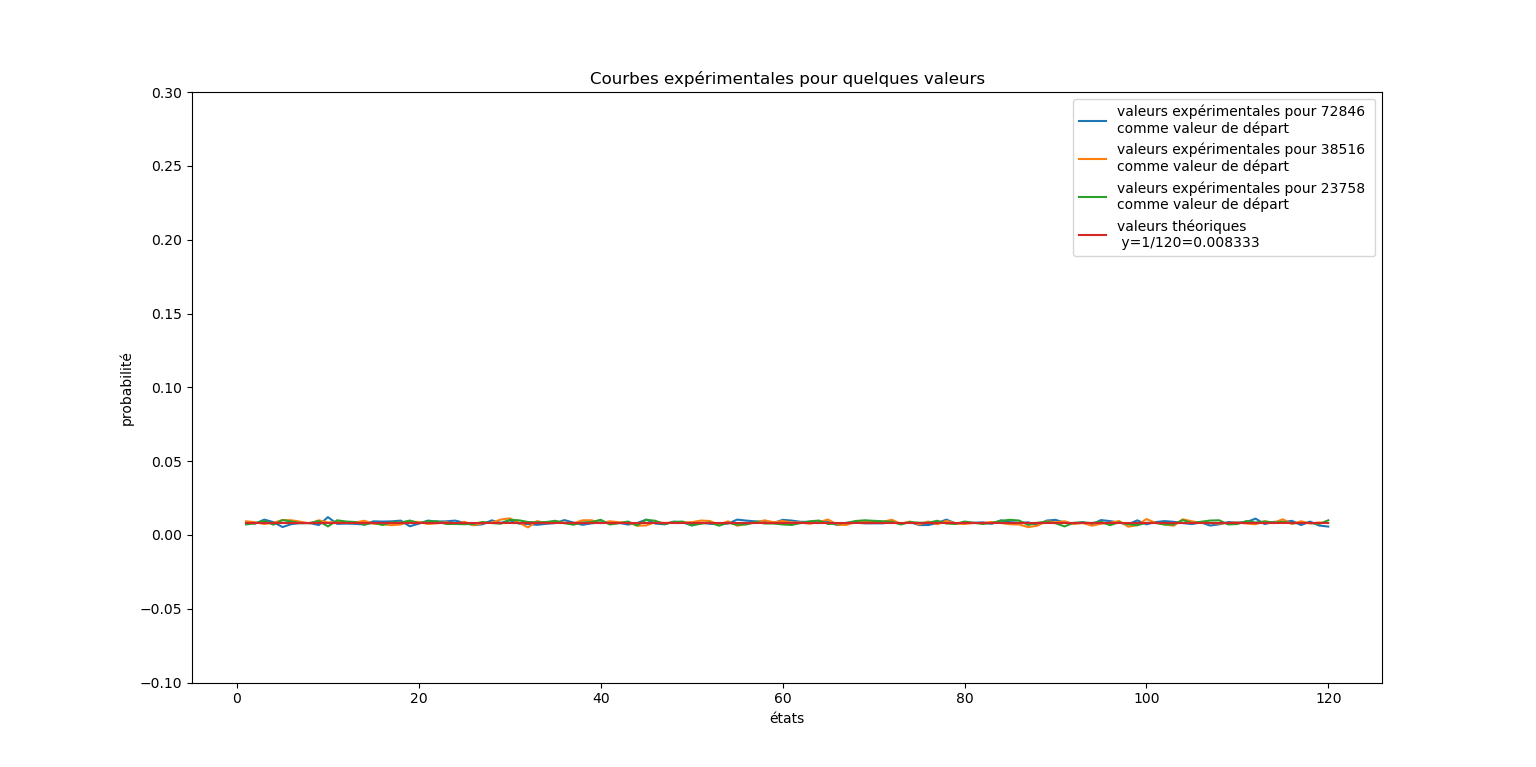 Courbes expérimentales pour quelques valeurs
0.30
0.25
0.20
0.15
0.10
0.05
0.00
−0.05
−0.10
probabilité
valeurs expérimentales pour 72846
comme valeur de départ
valeurs expérimentales pour 38516
comme valeur de départ
valeurs expérimentales pour 23758
comme valeur de départ
valeurs théoriques
y=1/120=0.008333
0 20 40 60 80 100 120
états